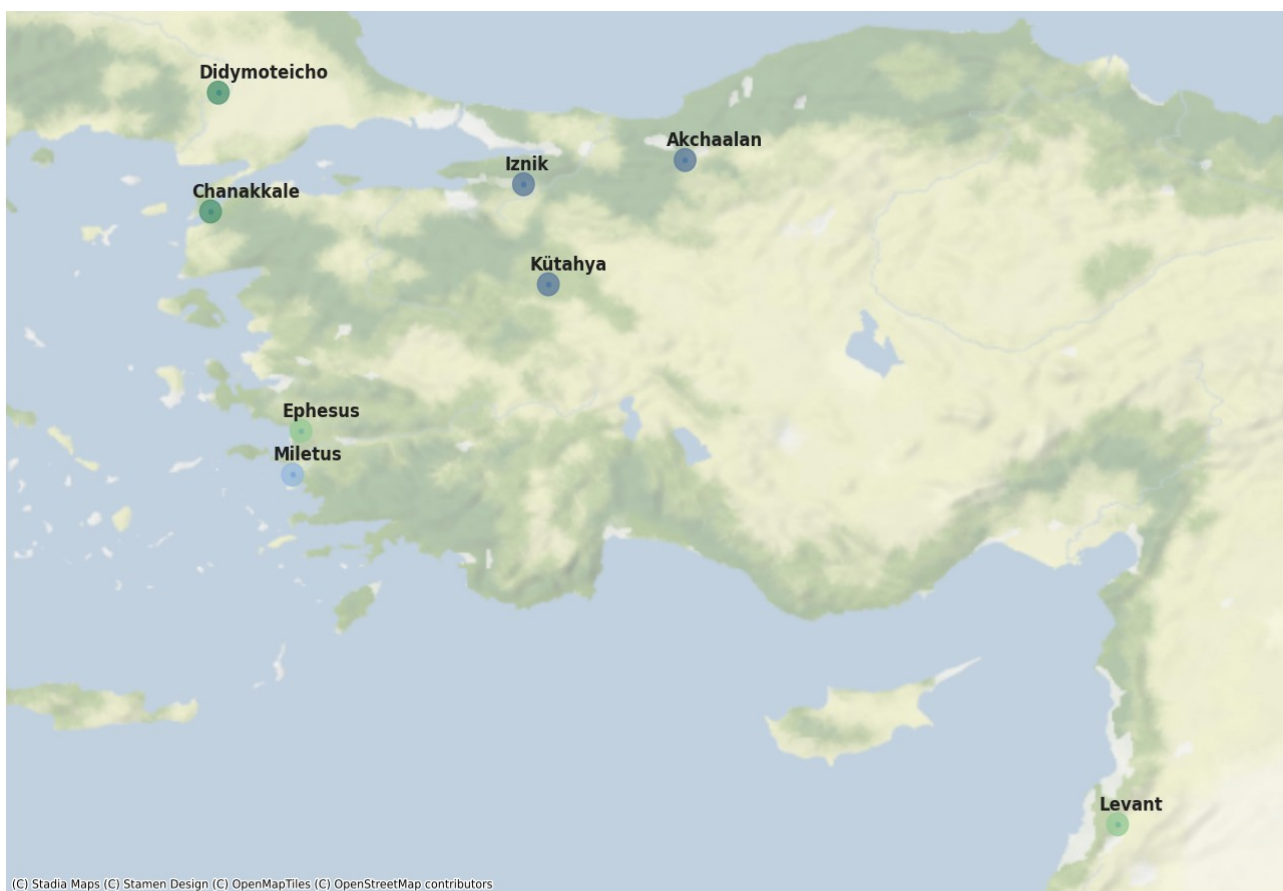 Didymoteicho
Akchaalan
Iznik
Chanakkale
Kütahya
Ephesus
Miletus
Levant
(C) Stadia Maps (C) Stamen Design (C) OpenMapTiles (C) OpenStreetMap contributors